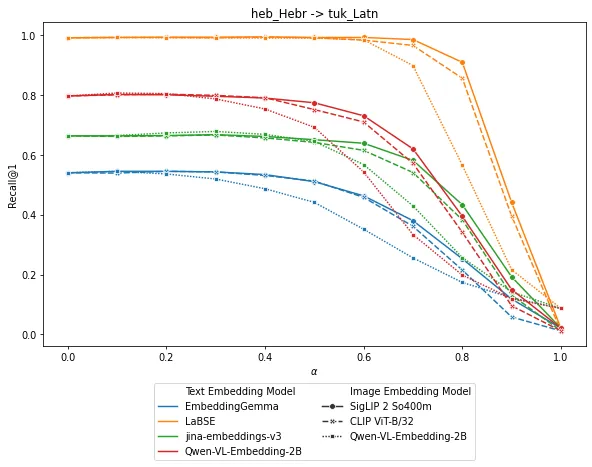 heb_Hebr -> tuk_Latn
Recall@1
1.0
0.8
0.6
0.4
0.2
0.0
0.0 0.2 0.4 0.6 0.8 1.0
α
Text Embedding Model Image Embedding Model
EmbeddingGemma SigLIP 2 So400m
LaBSE CLIP ViT-B/32
jina-embeddings-v3 Qwen-VL-Embedding-2B
Qwen-VL-Embedding-2B